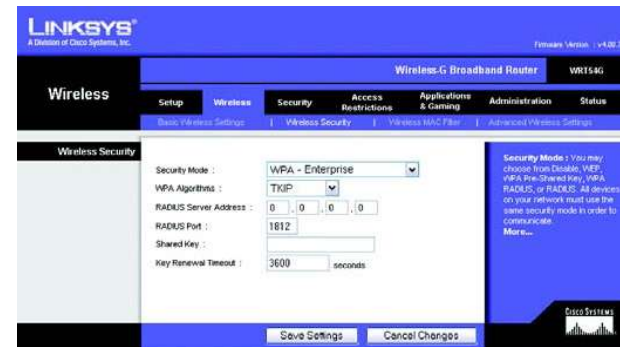 LINKSYS®
A Division of Cisco Systems, Inc.
Firmware Version : v4.00.
Wireless-G Broadband Router WRT54G
Wireless
Setup Wireless Security Access Restrictions Applications & Gaming Administration Status
Basic Wireless Settings | Wireless Security | Wireless MAC Filter | Advanced Wireless Settings
Wireless Security
Security Mode : WPA - Enterprise
WPA Algorithms : TKIP
RADIUS Server Address : 0 . 0 . 0 . 0
RADIUS Port : 1812
Shared Key :
Key Renewal Timeout : 3600 seconds
Security Mode : You may
choose from Disable, WEP,
WPA Pre-Shared Key, WPA
RADIUS, or RADIUS. All devices
on your network must use the
same security mode in order to
communicate.
More...
CISCO SYSTEMS
Save Settings Cancel Changes